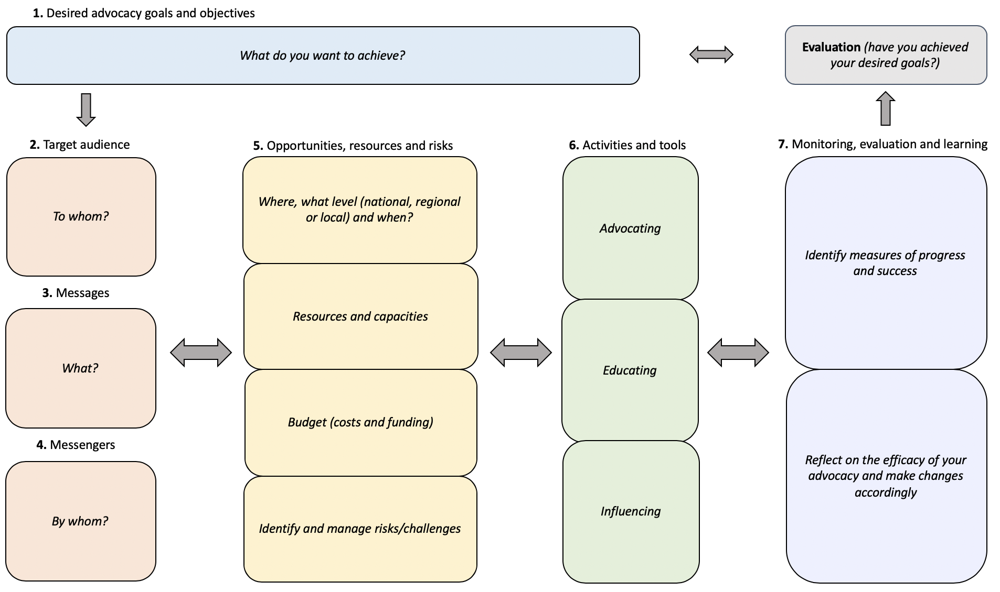 1. Desired advocacy goals and objectives
What do you want to achieve?
Evaluation (have you achieved
your desired goals?)
2. Target audience
To whom?
3. Messages
What?
4. Messengers
By whom?
5. Opportunities, resources and risks
Where, what level (national, regional
or local) and when?
Resources and capacities
Budget (costs and funding)
Identify and manage risks/challenges
6. Activities and tools
Advocating
Educating
Influencing
7. Monitoring, evaluation and learning
Identify measures of progress
and success
Reflect on the efficacy of your
advocacy and make changes
accordingly